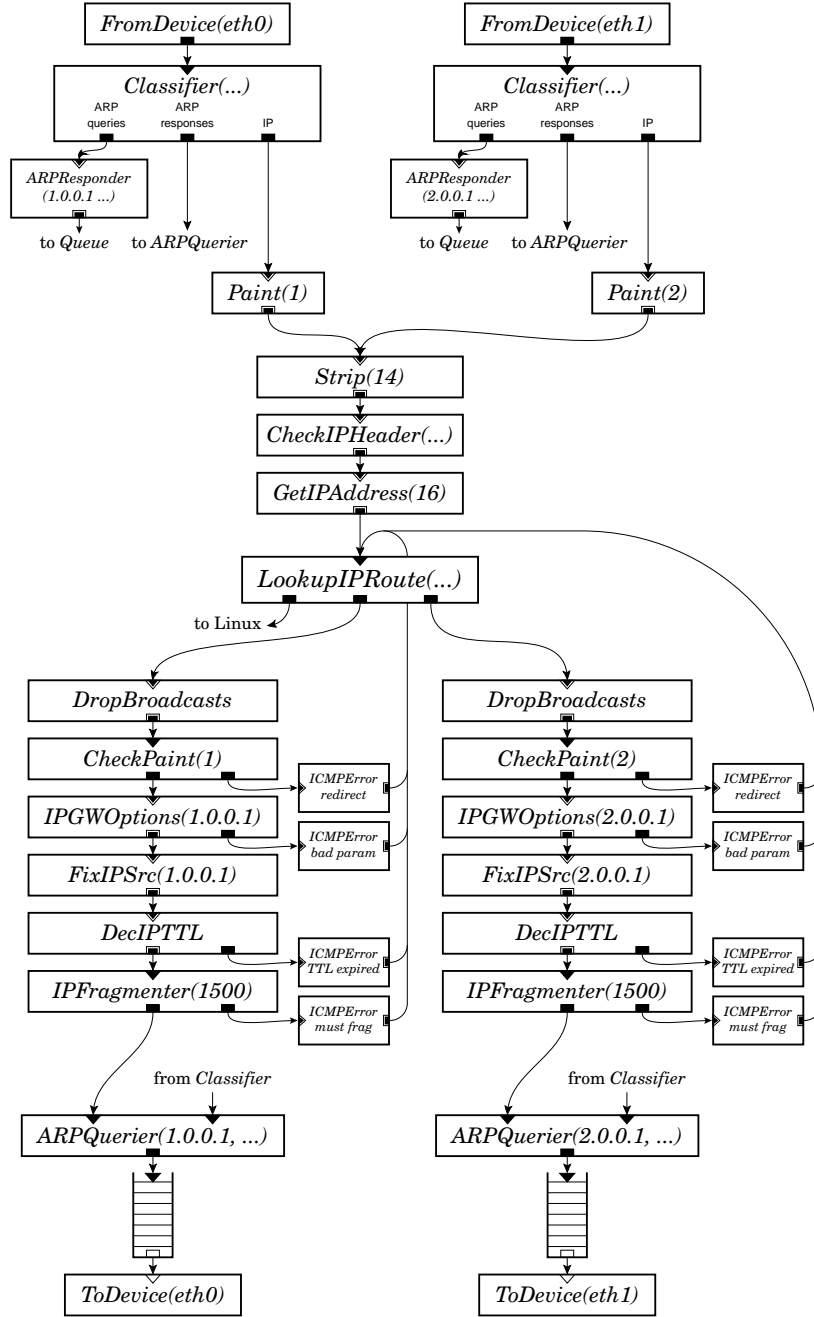 FromDevice(eth0)
FromDevice(eth1)
Classifier(...)
ARP
queries
ARP
responses
IP
Classifier(...)
ARP
queries
ARP
responses
IP
ARPResponder
(1.0.0.1 ...)
ARPResponder
(2.0.0.1 ...)
to Queue
to ARPQuerier
to Queue
to ARPQuerier
Paint(1)
Paint(2)
Strip(14)
CheckIPHeader(...)
GetIPAddress(16)
LookupIPRoute(...)
to Linux
DropBroadcasts
DropBroadcasts
CheckPaint(1)
ICMPError
redirect
CheckPaint(2)
ICMPError
redirect
IPGWOptions(1.0.0.1)
ICMPError
bad param
IPGWOptions(2.0.0.1)
ICMPError
bad param
FixIPSrc(1.0.0.1)
FixIPSrc(2.0.0.1)
DecIPTTL
ICMPError
TTL expired
DecIPTTL
ICMPError
TTL expired
IPFragmenter(1500)
ICMPError
must frag
IPFragmenter(1500)
ICMPError
must frag
from Classifier
from Classifier
ARPQuerier(1.0.0.1, ...)
ARPQuerier(2.0.0.1, ...)
ToDevice(eth0)
ToDevice(eth1)